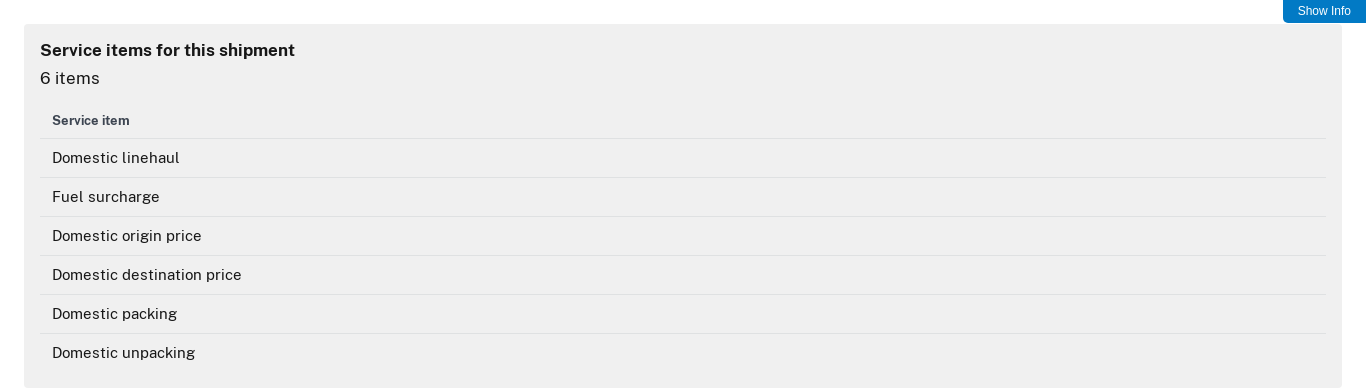 Show Info
Service items for this shipment
6 items
Service item
Domestic linehaul
Fuel surcharge
Domestic origin price
Domestic destination price
Domestic packing
Domestic unpacking